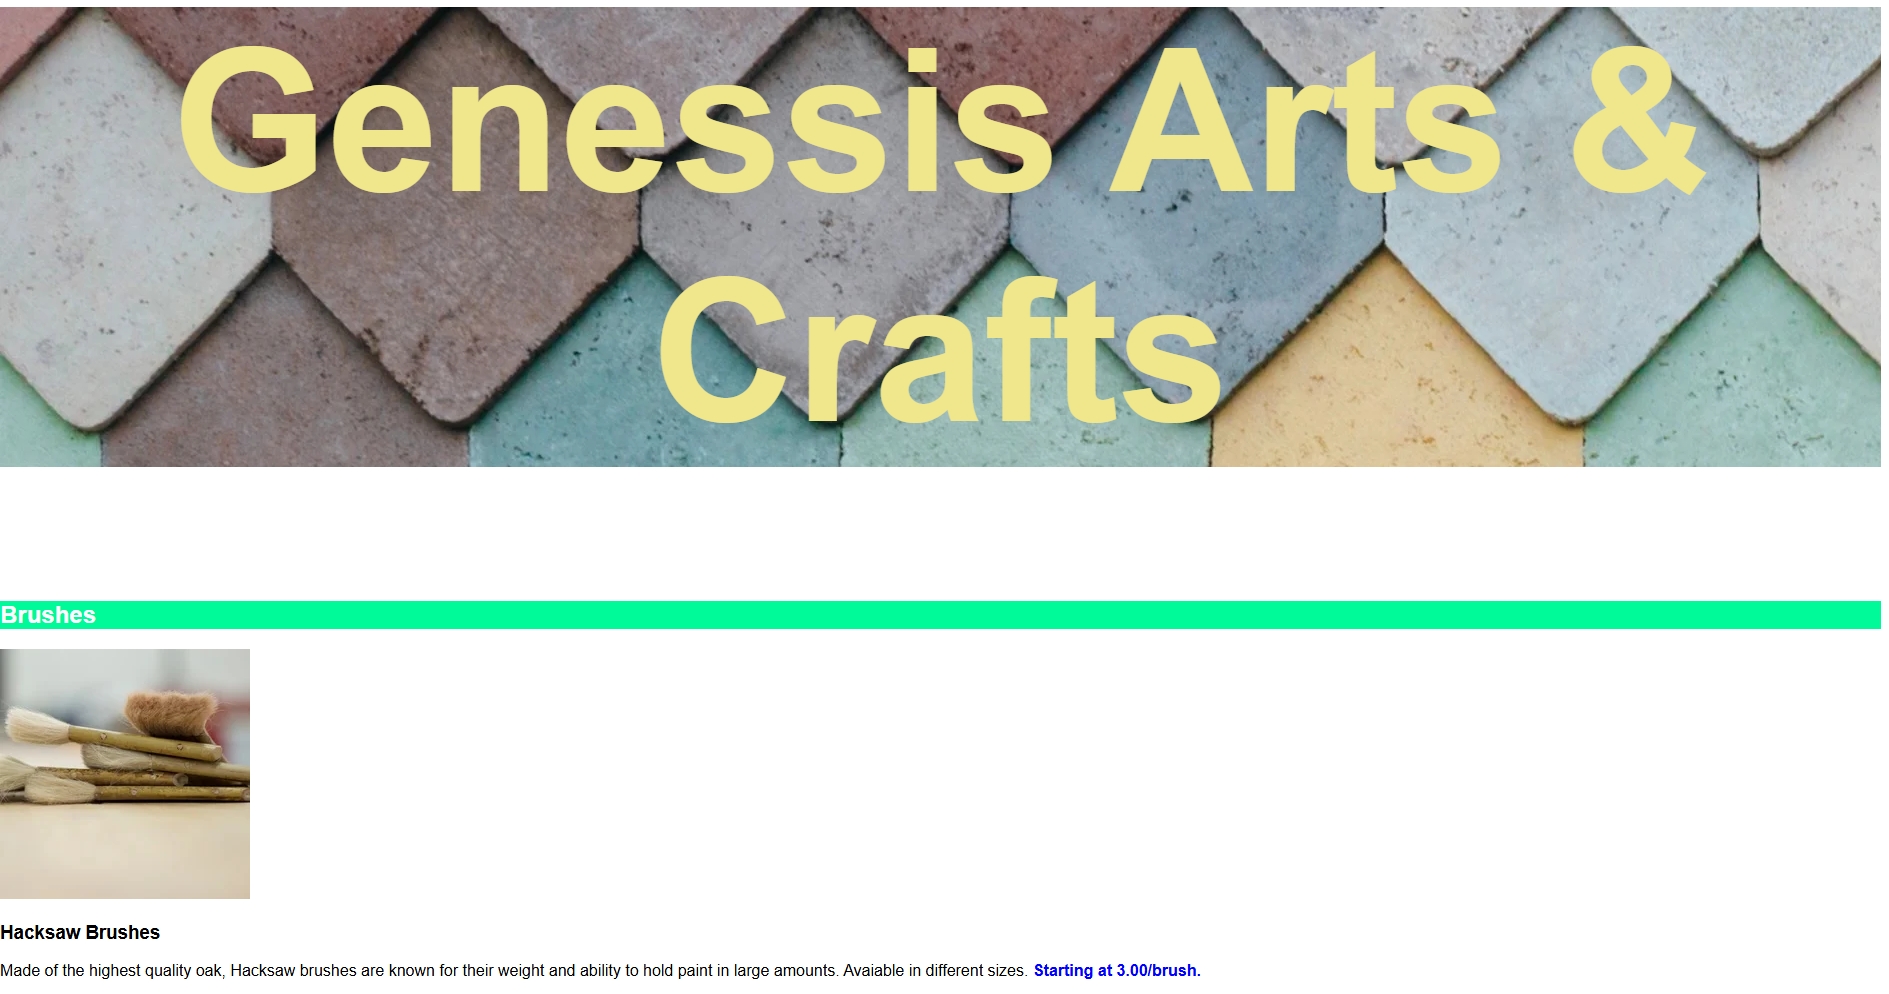 Genessis Arts &
Crafts
Brushes
Hacksaw Brushes
Made of the highest quality oak, Hacksaw brushes are known for their weight and ability to hold paint in large amounts. Avaiable in different sizes. Starting at 3.00/brush.